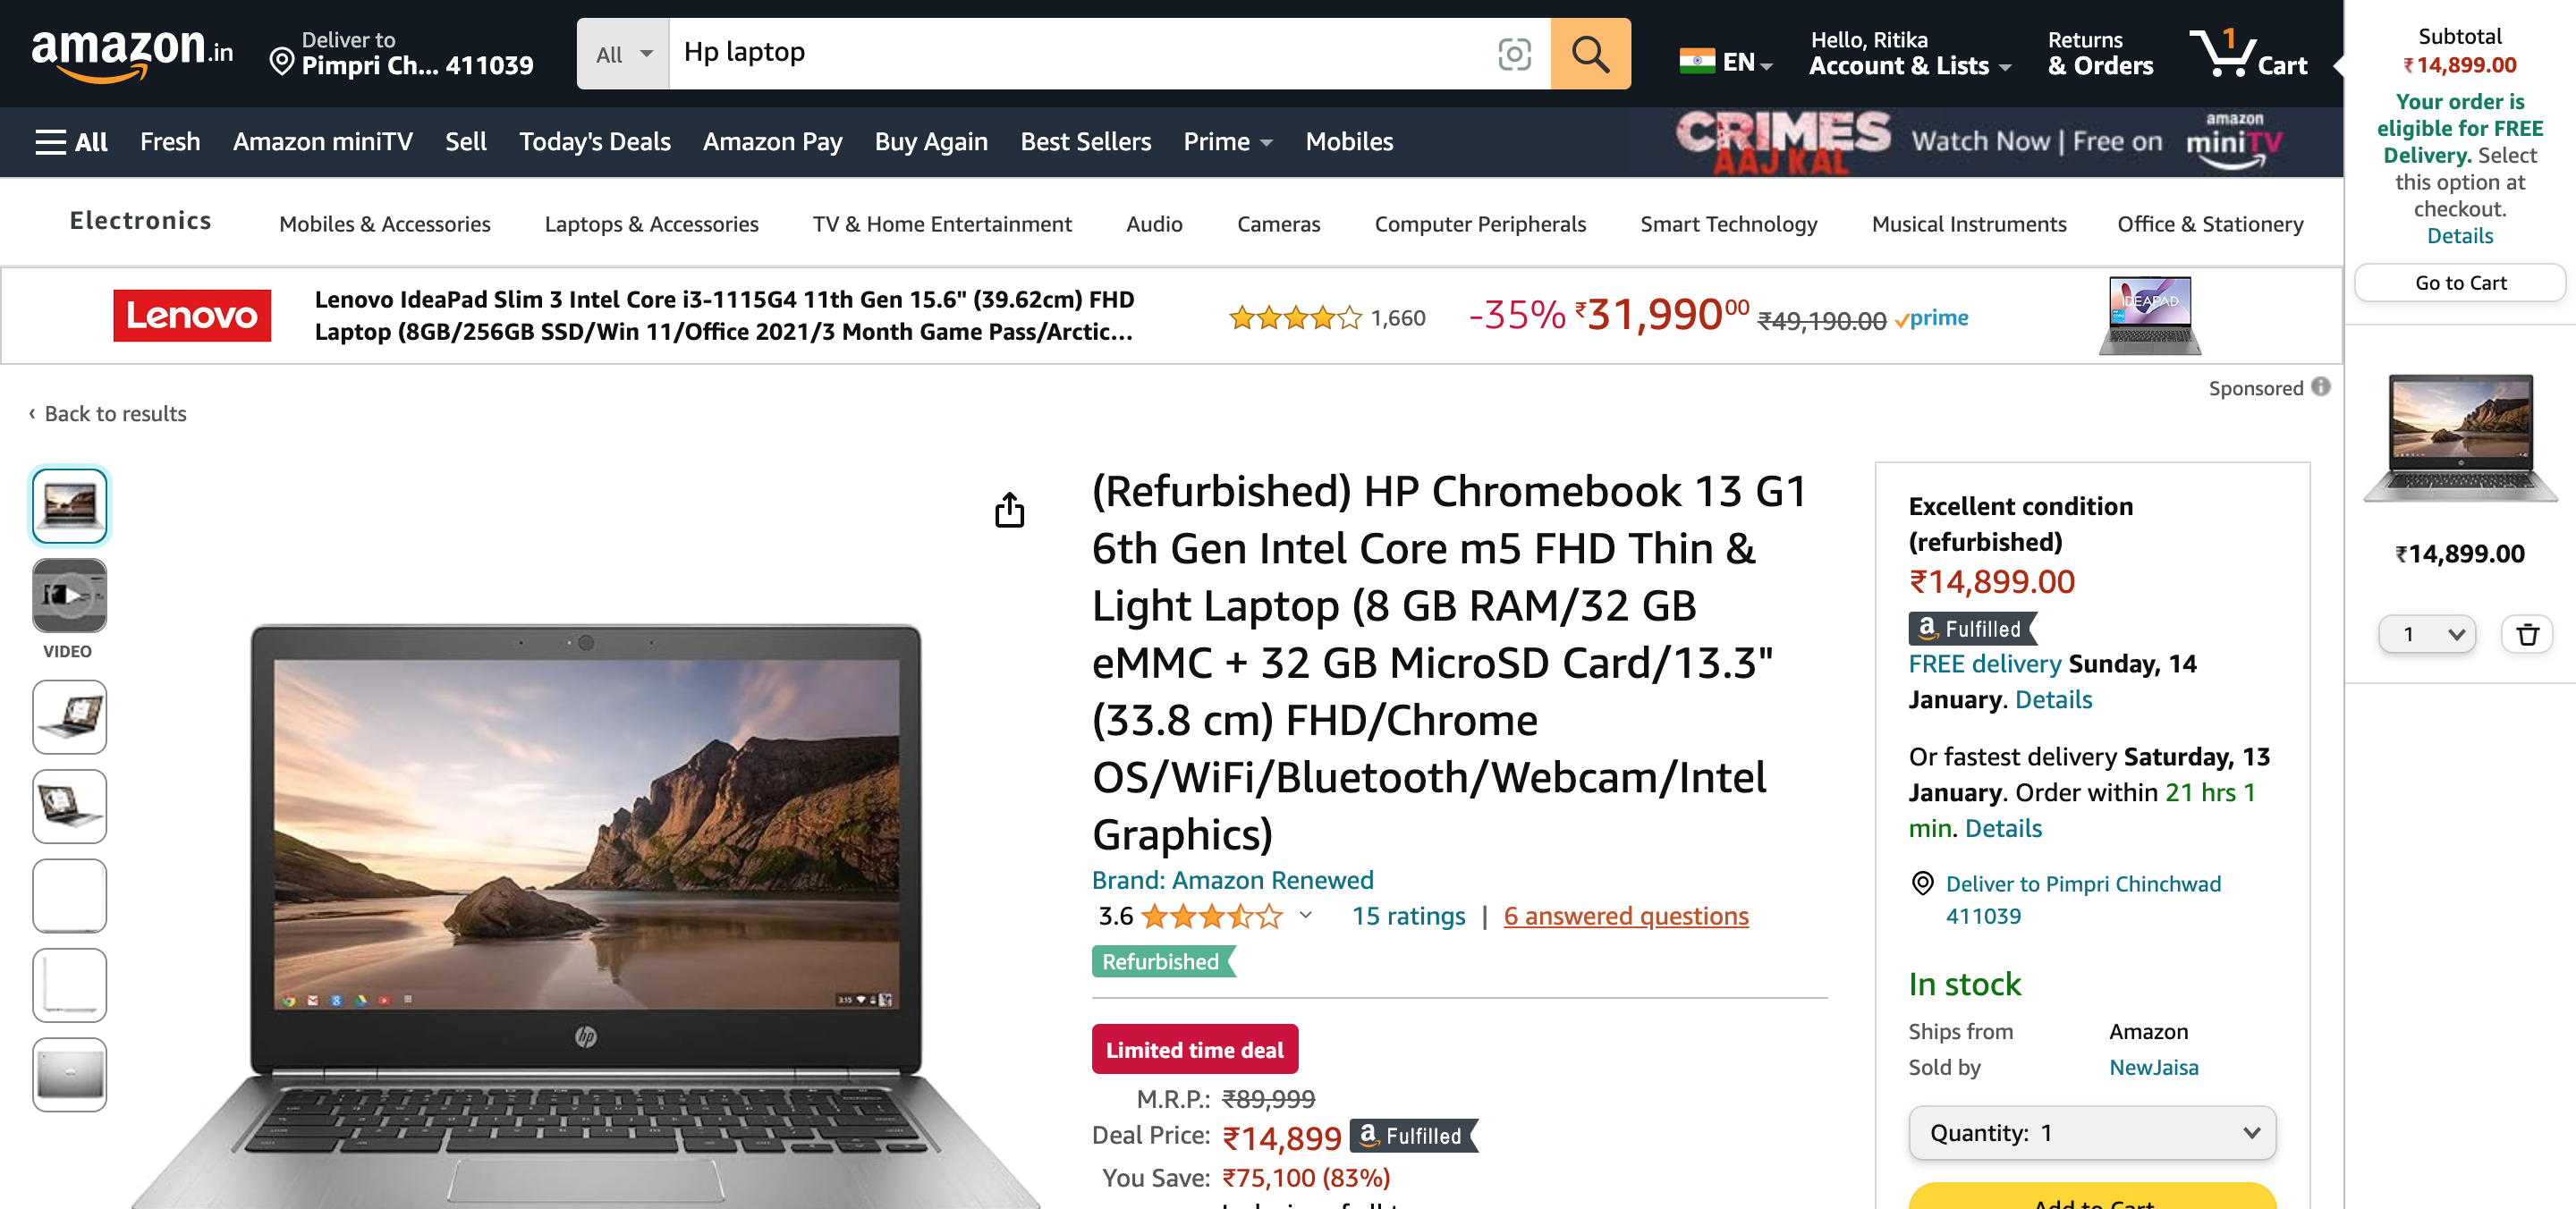 amazon.in
Deliver to
Pimpri Ch... 411039
All
Hp laptop
EN
Hello, Ritika
Account & Lists
Returns
& Orders
1
Cart
All
Fresh
Amazon miniTV
Sell
Today's Deals
Amazon Pay
Buy Again
Best Sellers
Prime
Mobiles
CRIMES
AAJ KAL
Watch Now | Free on
amazon
miniTV
Electronics
Mobiles & Accessories
Laptops & Accessories
TV & Home Entertainment
Audio
Cameras
Computer Peripherals
Smart Technology
Musical Instruments
Office & Stationery
Lenovo
Lenovo IdeaPad Slim 3 Intel Core i3-1115G4 11th Gen 15.6" (39.62cm) FHD
Laptop (8GB/256GB SSD/Win 11/Office 2021/3 Month Game Pass/Arctic...
1,660
-35% ₹31,99000 ₹49,190.00 prime
IDEAPAD
Sponsored
‹ Back to results
VIDEO
hp
3:15
(Refurbished) HP Chromebook 13 G1
6th Gen Intel Core m5 FHD Thin &
Light Laptop (8 GB RAM/32 GB
eMMC + 32 GB MicroSD Card/13.3"
(33.8 cm) FHD/Chrome
OS/WiFi/Bluetooth/Webcam/Intel
Graphics)
Brand: Amazon Renewed
3.6
15 ratings | 6 answered questions
Refurbished
Limited time deal
M.R.P.: ₹89,999
Deal Price: ₹14,899 a Fulfilled
You Save: ₹75,100 (83%)
Excellent condition
(refurbished)
₹14,899.00
a Fulfilled
FREE delivery Sunday, 14
January. Details
Or fastest delivery Saturday, 13
January. Order within 21 hrs 1
min. Details
Deliver to Pimpri Chinchwad
411039
In stock
Ships from Amazon
Sold by NewJaisa
Quantity: 1
Add to Cart
Subtotal
₹14,899.00
Your order is
eligible for FREE
Delivery. Select
this option at
checkout.
Details
Go to Cart
₹14,899.00
1